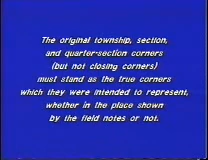 The original township, section,
and quarter-section corners
(but not closing corners)
must stand as the true corners
which they were intended to represent,
whether in the place shown
by the field notes or not.